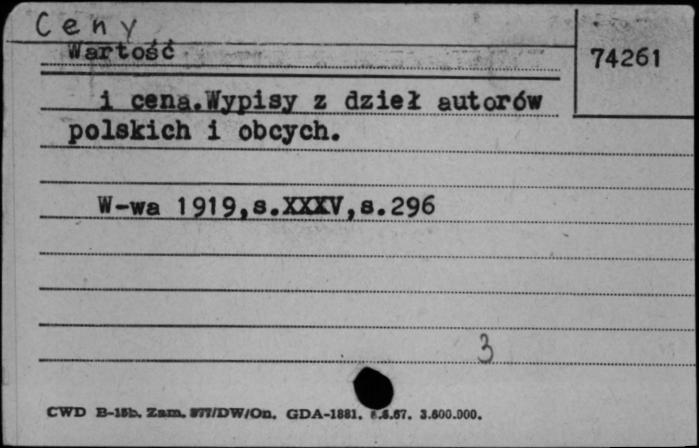 Ceny
Wartość
74261
i cena.Wypisy z dzieł autorów
polskich i obcych.
W-wa 1919,s.XXXV,s.296
3
CWD B-15b. Zam. 877/DW/On. GDA-1881. 3.600.000.